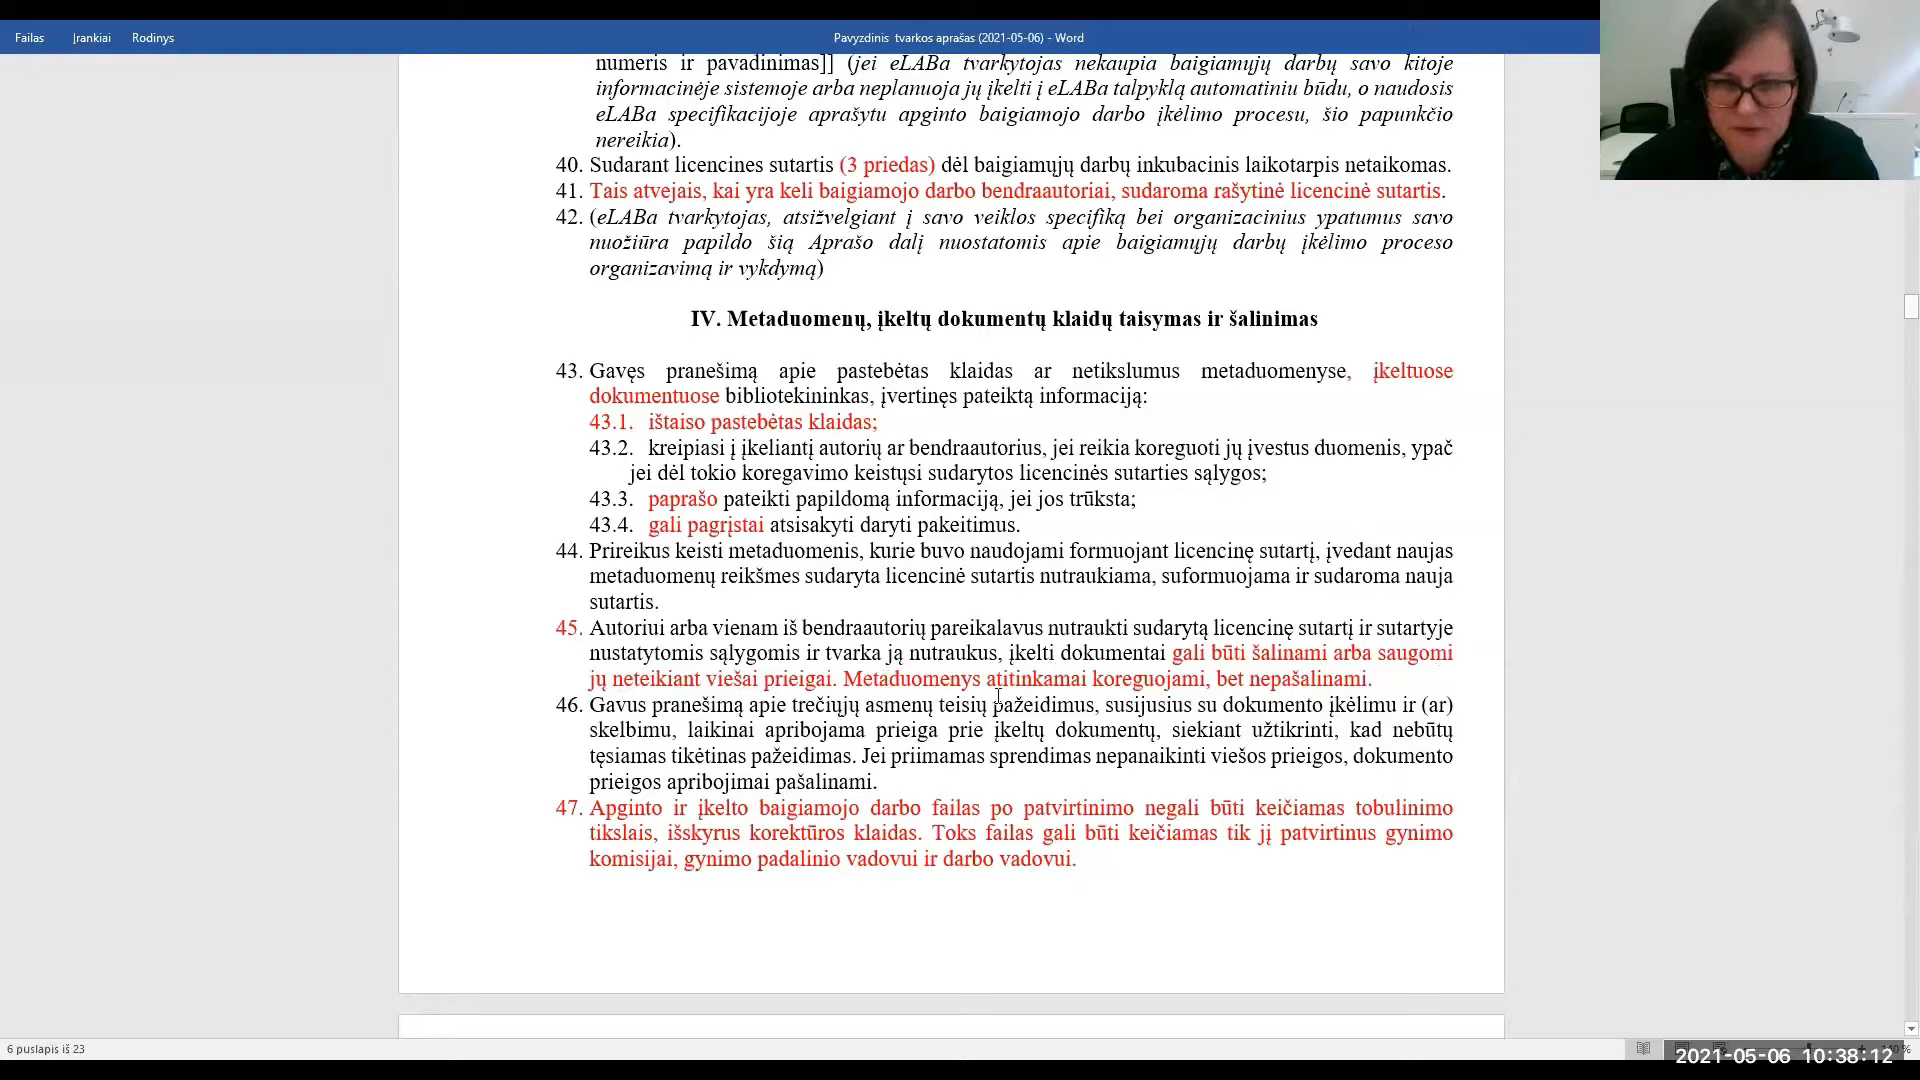 Failas Įrankiai Rodinys Pavyzdinis tvarkos aprašas (2021-05-06) - Word
numeris ir pavadinimas]] (jei eLABa tvarkytojas nekaupia baigiamųjų darbų savo kitoje
informacinėje sistemoje arba neplanuoja jų įkelti į eLABa talpyklą automatiniu būdu, o naudosis
eLABa specifikacijoje aprašytu apginto baigiamojo darbo įkėlimo procesu, šio papunkčio
nereikia).
40. Sudarant licencines sutartis (3 priedas) dėl baigiamųjų darbų inkubacinis laikotarpis netaikomas.
41. Tais atvejais, kai yra keli baigiamojo darbo bendraautoriai, sudaroma rašytinė licencinė sutartis.
42. (eLABa tvarkytojas, atsižvelgiant į savo veiklos specifiką bei organizacinius ypatumus savo
nuožiūra papildo šią Aprašo dalį nuostatomis apie baigiamųjų darbų įkėlimo proceso
organizavimą ir vykdymą)
IV. Metaduomenų, įkeltų dokumentų klaidų taisymas ir šalinimas
43. Gavęs pranešimą apie pastebėtas klaidas ar netikslumus metaduomenyse, įkeltuose
dokumentuose bibliotekininkas, įvertinęs pateiktą informaciją:
43.1. ištaiso pastebėtas klaidas;
43.2. kreipiasi į įkeliantį autorių ar bendraautorius, jei reikia koreguoti jų įvestus duomenis, ypač
jei dėl tokio koregavimo keistųsi sudarytos licencinės sutarties sąlygos;
43.3. paprašo pateikti papildomą informaciją, jei jos trūksta;
43.4. gali pagrįstai atsisakyti daryti pakeitimus.
44. Prireikus keisti metaduomenis, kurie buvo naudojami formuojant licencinę sutartį, įvedant naujas
metaduomenų reikšmes sudaryta licencinė sutartis nutraukiama, suformuojama ir sudaroma nauja
sutartis.
45. Autoriui arba vienam iš bendraautorių pareikalavus nutraukti sudarytą licencinę sutartį ir sutartyje
nustatytomis sąlygomis ir tvarka ją nutraukus, įkelti dokumentai gali būti šalinami arba saugomi
jų neteikiant viešai prieigai. Metaduomenys atitinkamai koreguojami, bet nepašalinami.
46. Gavus pranešimą apie trečiųjų asmenų teisių pažeidimus, susijusius su dokumento įkėlimu ir (ar)
skelbimu, laikinai apribojama prieiga prie įkeltų dokumentų, siekiant užtikrinti, kad nebūtų
tęsiamas tikėtinas pažeidimas. Jei priimamas sprendimas nepanaikinti viešos prieigos, dokumento
prieigos apribojimai pašalinami.
47. Apginto ir įkelto baigiamojo darbo failas po patvirtinimo negali būti keičiamas tobulinimo
tikslais, išskyrus korektūros klaidas. Toks failas gali būti keičiamas tik jį patvirtinus gynimo
komisijai, gynimo padalinio vadovui ir darbo vadovui.
6 puslapis iš 23
2021-05-06 10:38:12